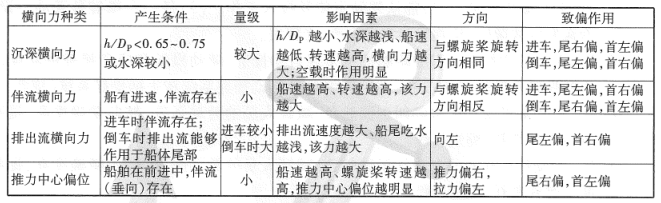 横向力种类 产生条件 量级 影响因素 方向 致偏作用
沉深横向力 h/DP<0.65~0.75 或水深较小 较大 h/DP 越小、水深越浅、船速越低、转速越高,横向力越大;空载时作用明显 与螺旋桨旋转方向相同 进车,尾右偏,首左偏 倒车,尾左偏,首右偏
伴流横向力 船有进速,伴流存在 小 船速越高、转速越高,该力越大 与螺旋桨旋转方向相反 进车,尾左偏,首右偏 倒车,尾右偏,首左偏
排出流横向力 进车时伴流存在;倒车时排出流能够作用于船体尾部 进车较小 倒车时大 排出流速度越大、船尾吃水越浅,该力越大 向左 尾左偏,首右偏
推力中心偏位 船舶在前进中,伴流(垂向)存在 小 船速越高、螺旋桨转速越高,推力中心偏位越明显 推力偏右,拉力偏左 尾右偏,首左偏